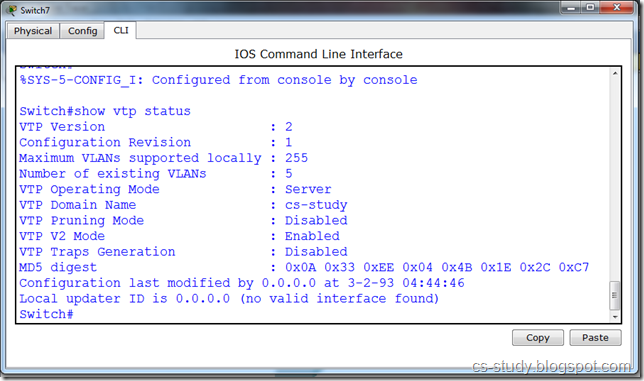 Switch7
Physical Config CLI
IOS Command Line Interface
%SYS-5-CONFIG_I: Configured from console by console
Switch#show vtp status
VTP Version : 2
Configuration Revision : 1
Maximum VLANs supported locally : 255
Number of existing VLANs : 5
VTP Operating Mode : Server
VTP Domain Name : cs-study
VTP Pruning Mode : Disabled
VTP V2 Mode : Enabled
VTP Traps Generation : Disabled
MD5 digest : 0x0A 0x33 0xEE 0x04 0x4B 0x1E 0x2C 0xC7
Configuration last modified by 0.0.0.0 at 3-2-93 04:44:46
Local updater ID is 0.0.0.0 (no valid interface found)
Switch#
Copy Paste
cs-study.blogspot.com